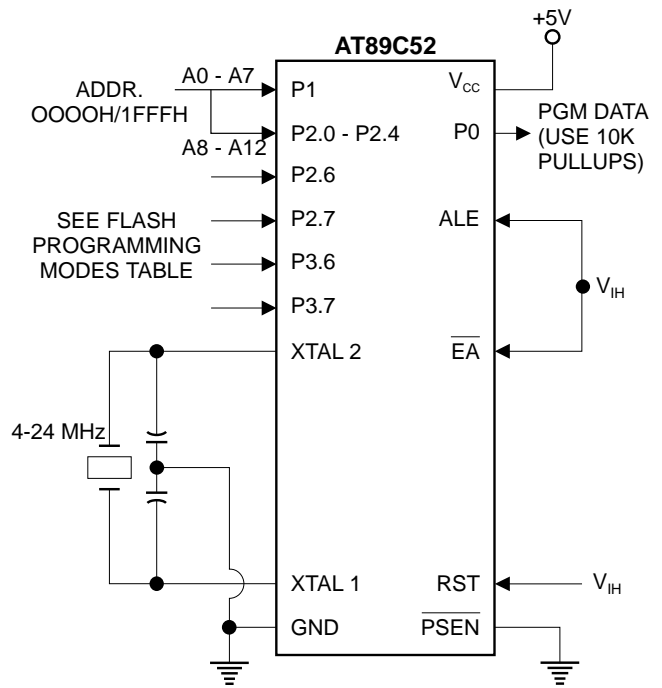 +5V
AT89C52
ADDR.
OOOOH/1FFFH
A0 - A7
A8 - A12
P1
P2.0 - P2.4
P2.6
P2.7
P3.6
P3.7
SEE FLASH
PROGRAMMING
MODES TABLE
XTAL 2
4-24 MHz
XTAL 1
GND
VCC
P0
PGM DATA
(USE 10K
PULLUPS)
ALE
VIH
EA
RST
VIH
PSEN